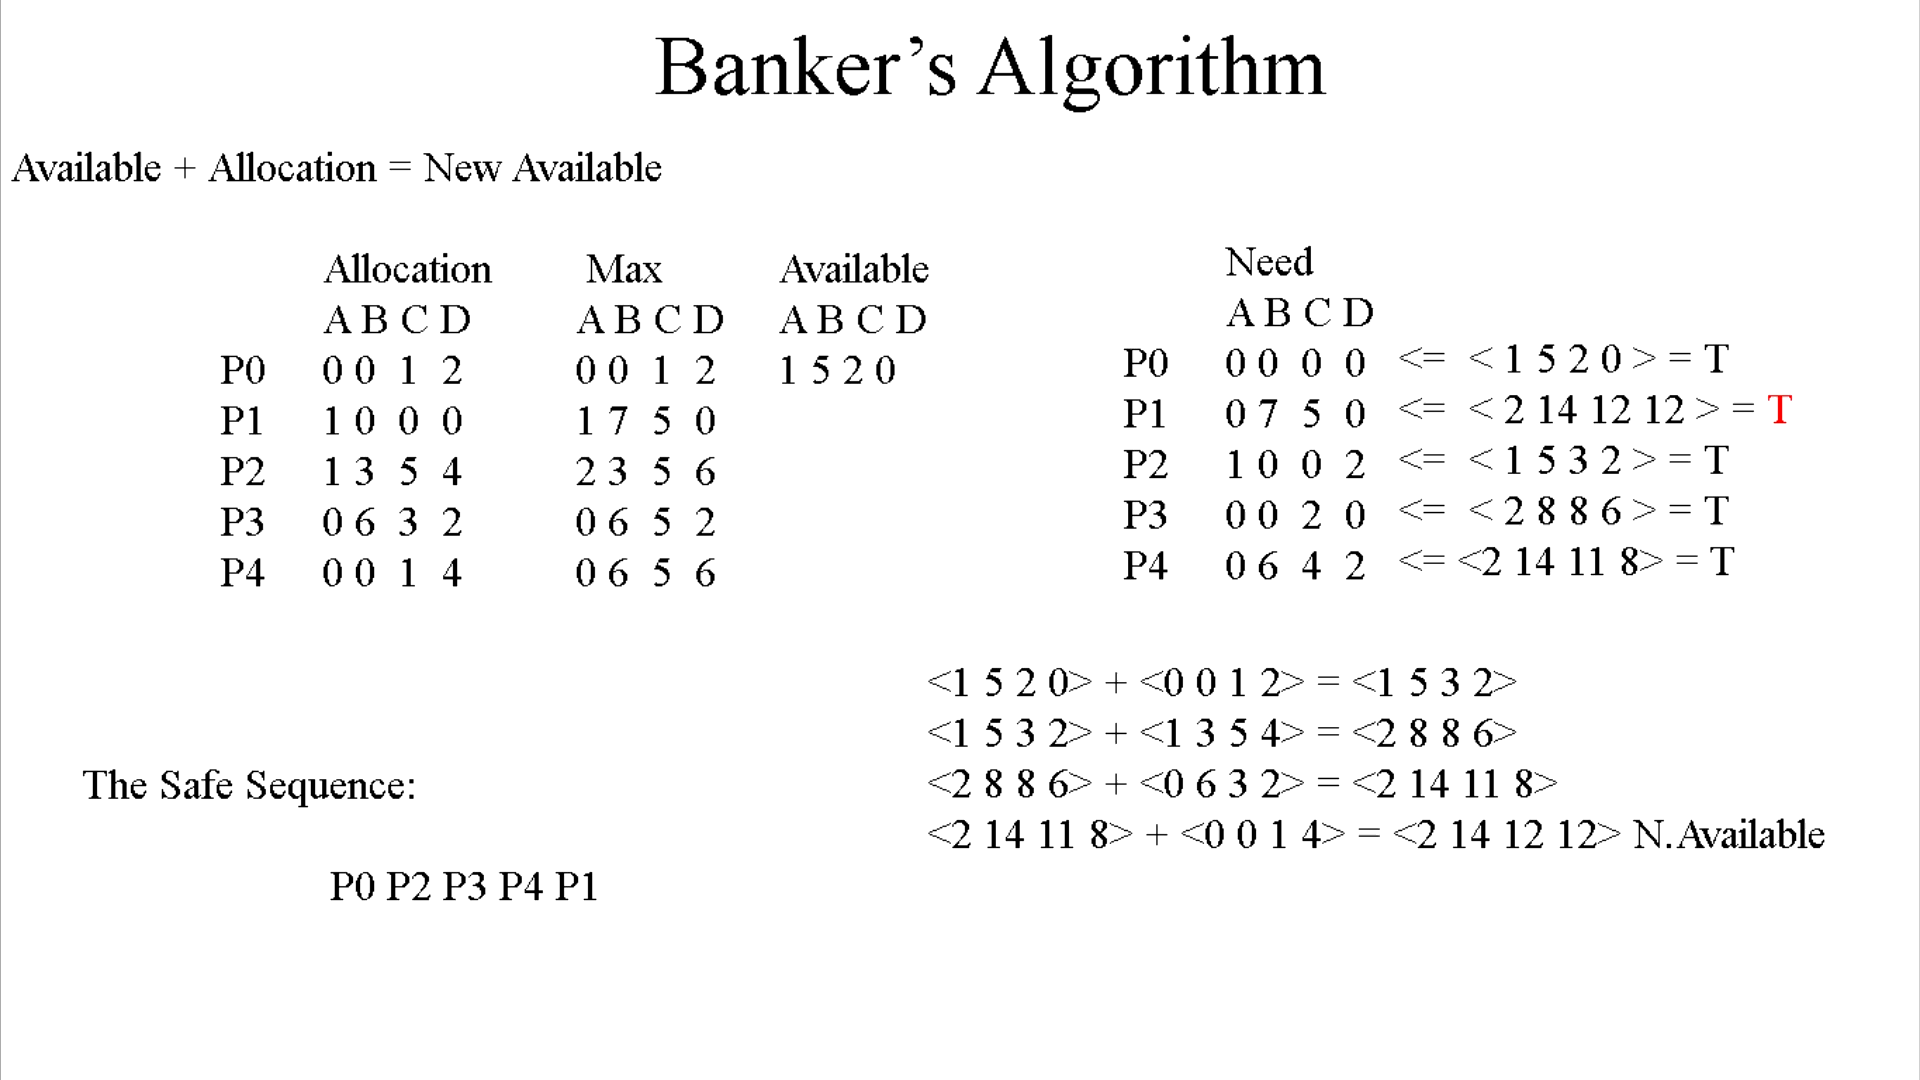 Banker’s Algorithm
Available + Allocation = New Available
Allocation Max Available
A B C D A B C D A B C D
P0 0 0 1 2 0 0 1 2 1 5 2 0
P1 1 0 0 0 1 7 5 0
P2 1 3 5 4 2 3 5 6
P3 0 6 3 2 0 6 5 2
P4 0 0 1 4 0 6 5 6
Need
A B C D
P0 0 0 0 0 <= < 1 5 2 0 > = T
P1 0 7 5 0 <= < 2 14 12 12 > = T
P2 1 0 0 2 <= < 1 5 3 2 > = T
P3 0 0 2 0 <= < 2 8 8 6 > = T
P4 0 6 4 2 <= <2 14 11 8> = T
<1 5 2 0> + <0 0 1 2> = <1 5 3 2>
<1 5 3 2> + <1 3 5 4> = <2 8 8 6>
<2 8 8 6> + <0 6 3 2> = <2 14 11 8>
<2 14 11 8> + <0 0 1 4> = <2 14 12 12> N.Available
The Safe Sequence:
P0 P2 P3 P4 P1